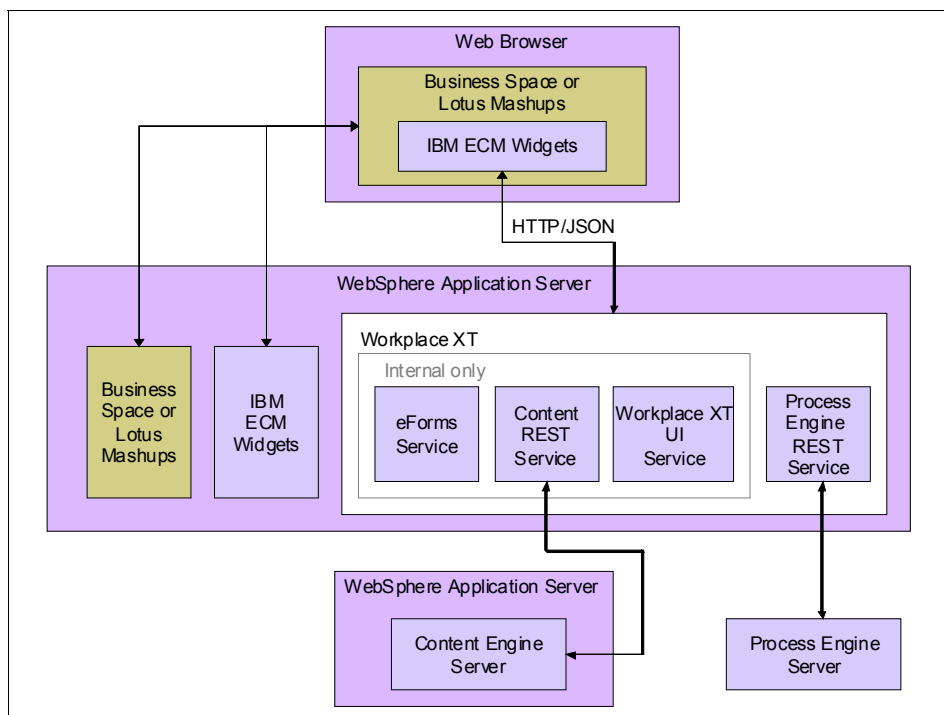 Web Browser
Business Space or
Lotus Mashups
IBM ECM Widgets
HTTP/JSON
WebSphere Application Server
Business
Space or
Lotus
Mashups
IBM
ECM
Widgets
Workplace XT
Internal only
eForms
Service
Content
REST
Service
Workplace XT
UI
Service
Process
Engine
REST
Service
WebSphere Application Server
Content Engine
Server
Process Engine
Server